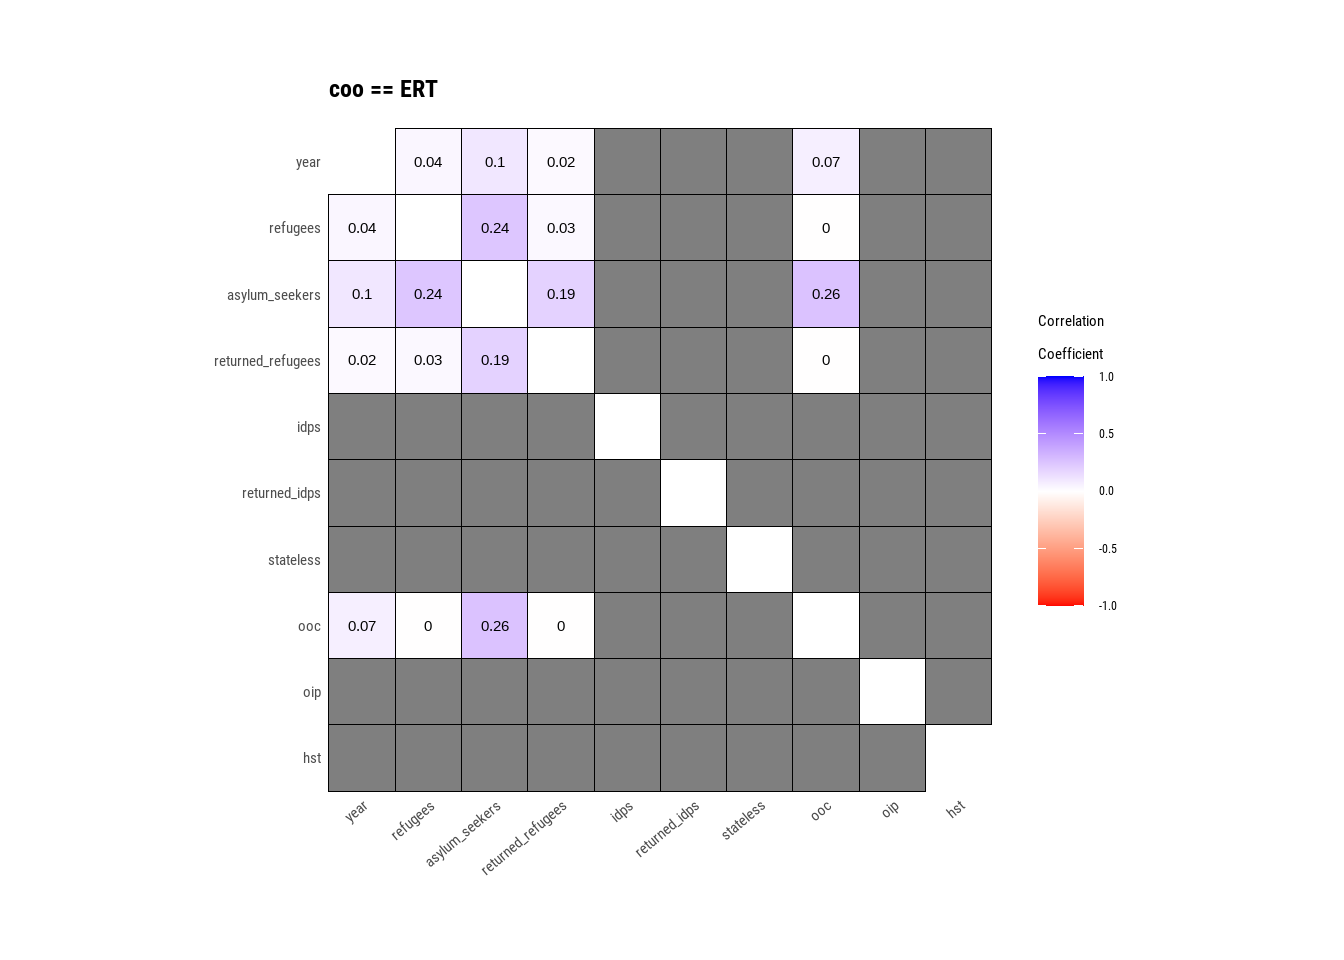 coo == ERT
year 0.04 0.1 0.02 0.07
refugees 0.04 0.24 0.03 0
asylum_seekers 0.1 0.24 0.19 0.26
returned_refugees 0.02 0.03 0.19 0
idps
returned_idps
stateless
ooc 0.07 0 0.26 0
oip
hst
year refugees asylum_seekers returned_refugees idps returned_idps stateless ooc oip hst
Correlation
Coefficient
1.0
0.5
0.0
-0.5
-1.0